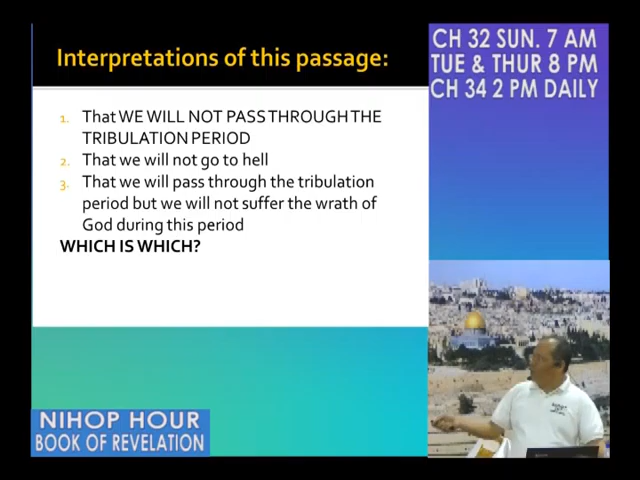 Interpretations of this passage:
1. That WE WILL NOT PASS THROUGH THE
TRIBULATION PERIOD
2. That we will not go to hell
3. That we will pass through the tribulation
period but we will not suffer the wrath of
God during this period
WHICH IS WHICH?
CH 32 SUN. 7 AM
TUE & THUR 8 PM
CH 34 2 PM DAILY
NIHOP HOUR
BOOK OF REVELATION